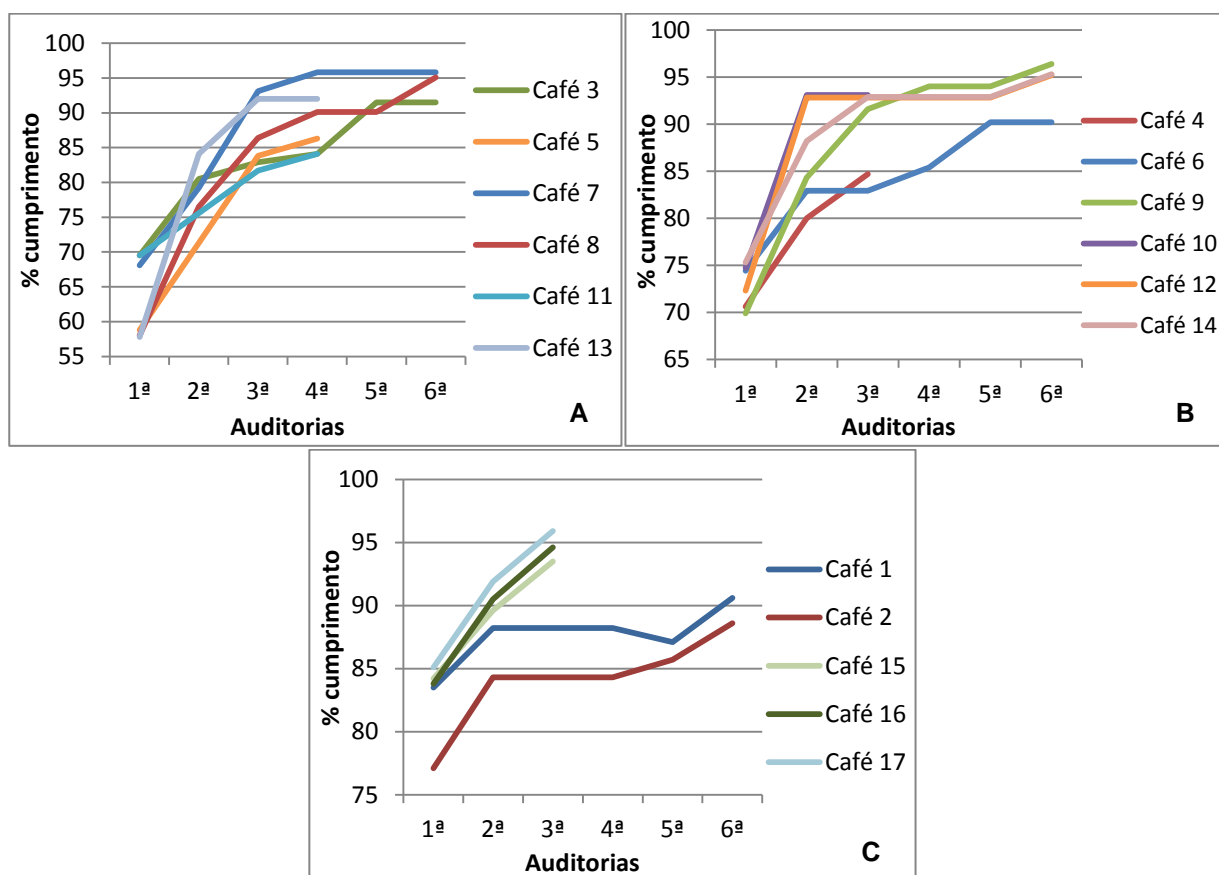 100
95
90
85
80
75
70
65
60
55
% cumprimento
1ª 2ª 3ª 4ª 5ª 6ª
Auditorias
Café 3
Café 5
Café 7
Café 8
Café 11
Café 13
A
100
95
90
85
80
75
70
65
% cumprimento
1ª 2ª 3ª 4ª 5ª 6ª
Auditorias
Café 4
Café 6
Café 9
Café 10
Café 12
Café 14
B
100
95
90
85
80
75
% cumprimento
1ª 2ª 3ª 4ª 5ª 6ª
Auditorias
Café 1
Café 2
Café 15
Café 16
Café 17
C